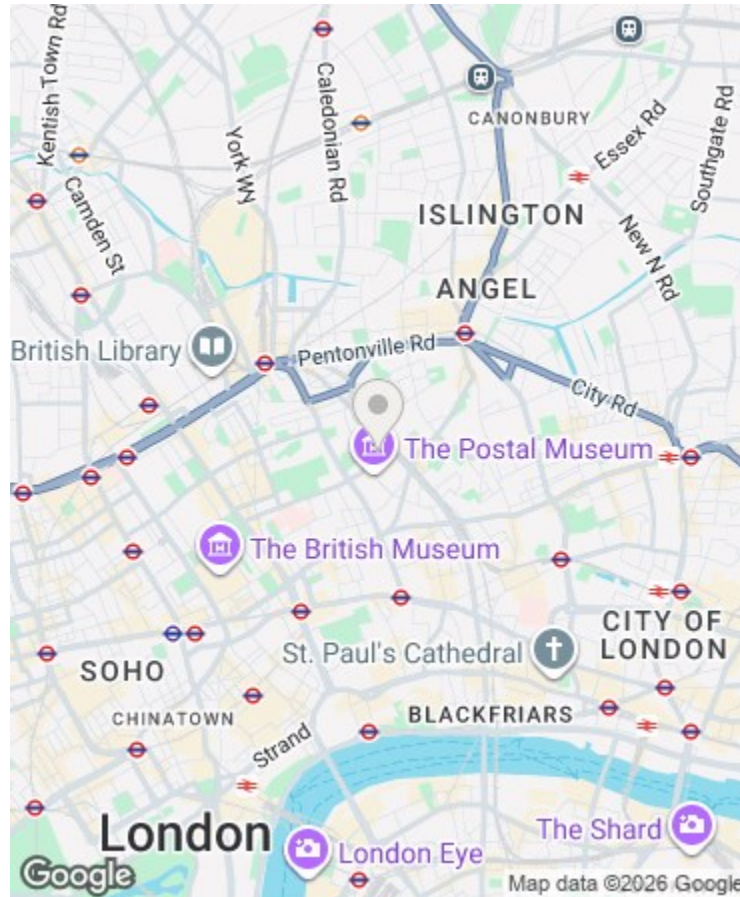 Kentish Town Rd
Caledonian Rd
CANONBURY
Essex Rd
Southgate Rd
York Wy
Camden St
ISLINGTON
New N Rd
ANGEL
British Library
Pentonville Rd
City Rd
The Postal Museum
The British Museum
CITY OF
LONDON
St. Paul's Cathedral
SOHO
CHINATOWN
BLACKFRIARS
Strand
London
The Shard
London Eye
Google
Map data ©2026 Google